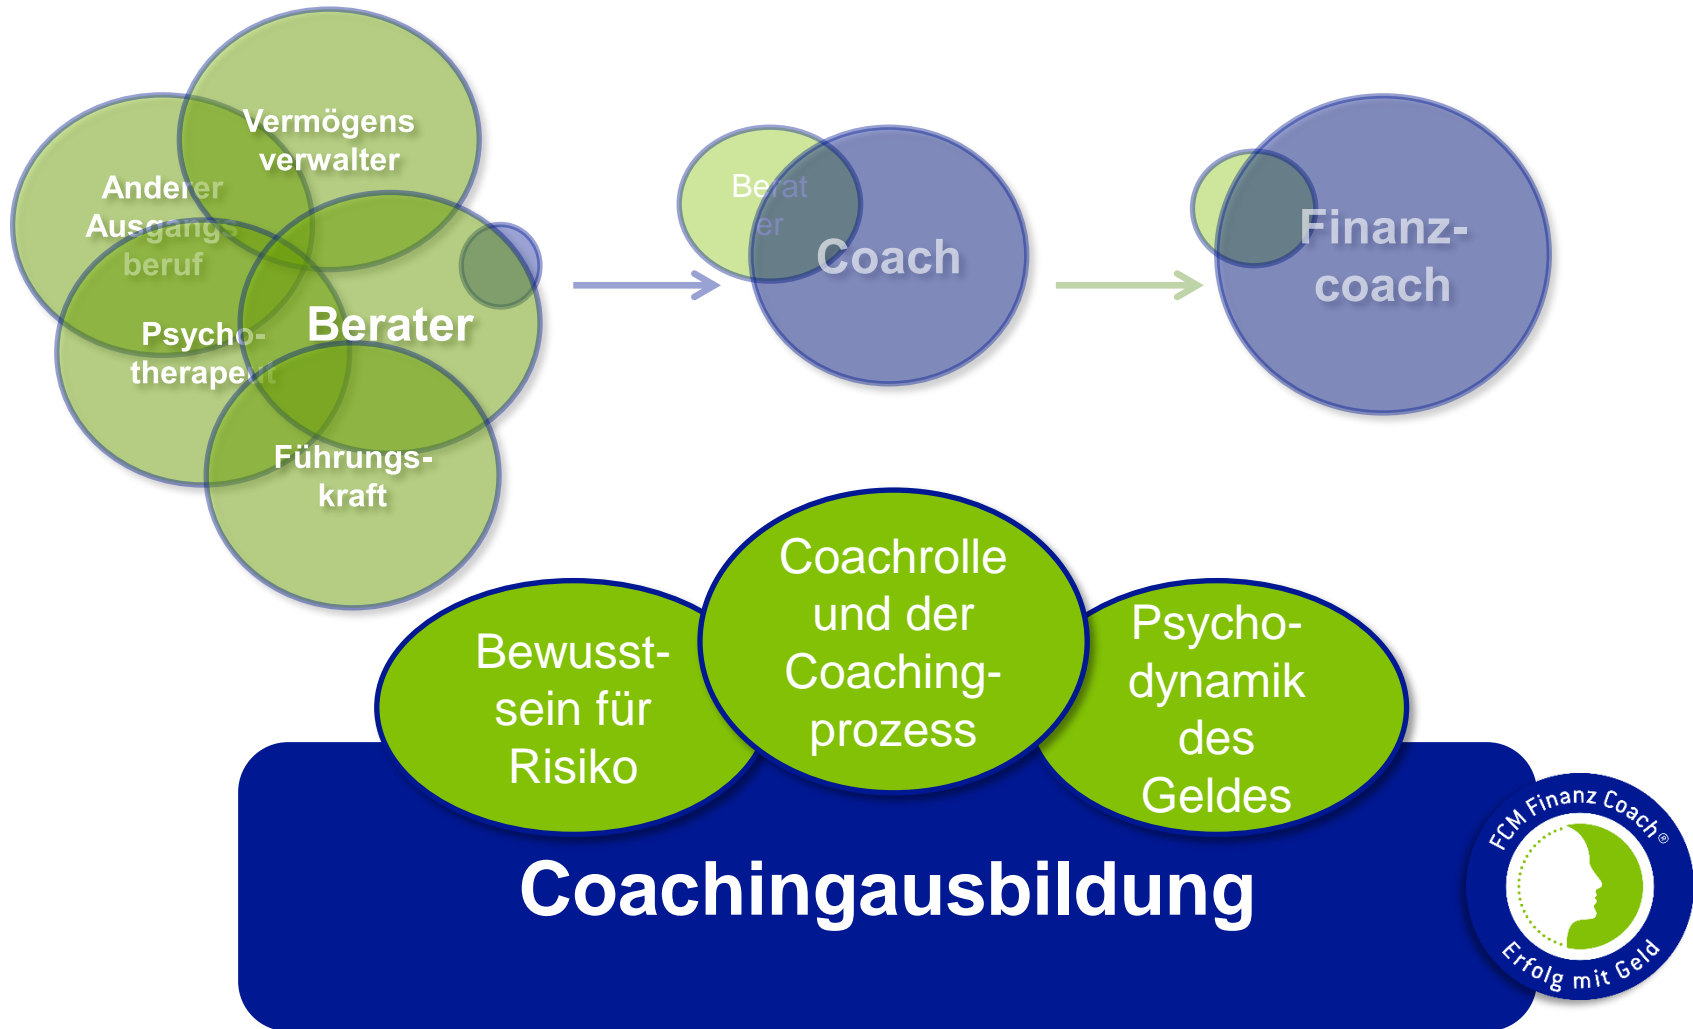 Vermögens
verwalter
Anderer
Ausgangs
beruf
Psycho-
therapeut
Berater
Führungs-
kraft
Berat
er
Coach
Finanz-
coach
Bewusst-
sein für
Risiko
Coachrolle
und der
Coaching-
prozess
Psycho-
dynamik
des
Geldes
Coachingausbildung
FCM Finanz Coach®
Erfolg mit Geld